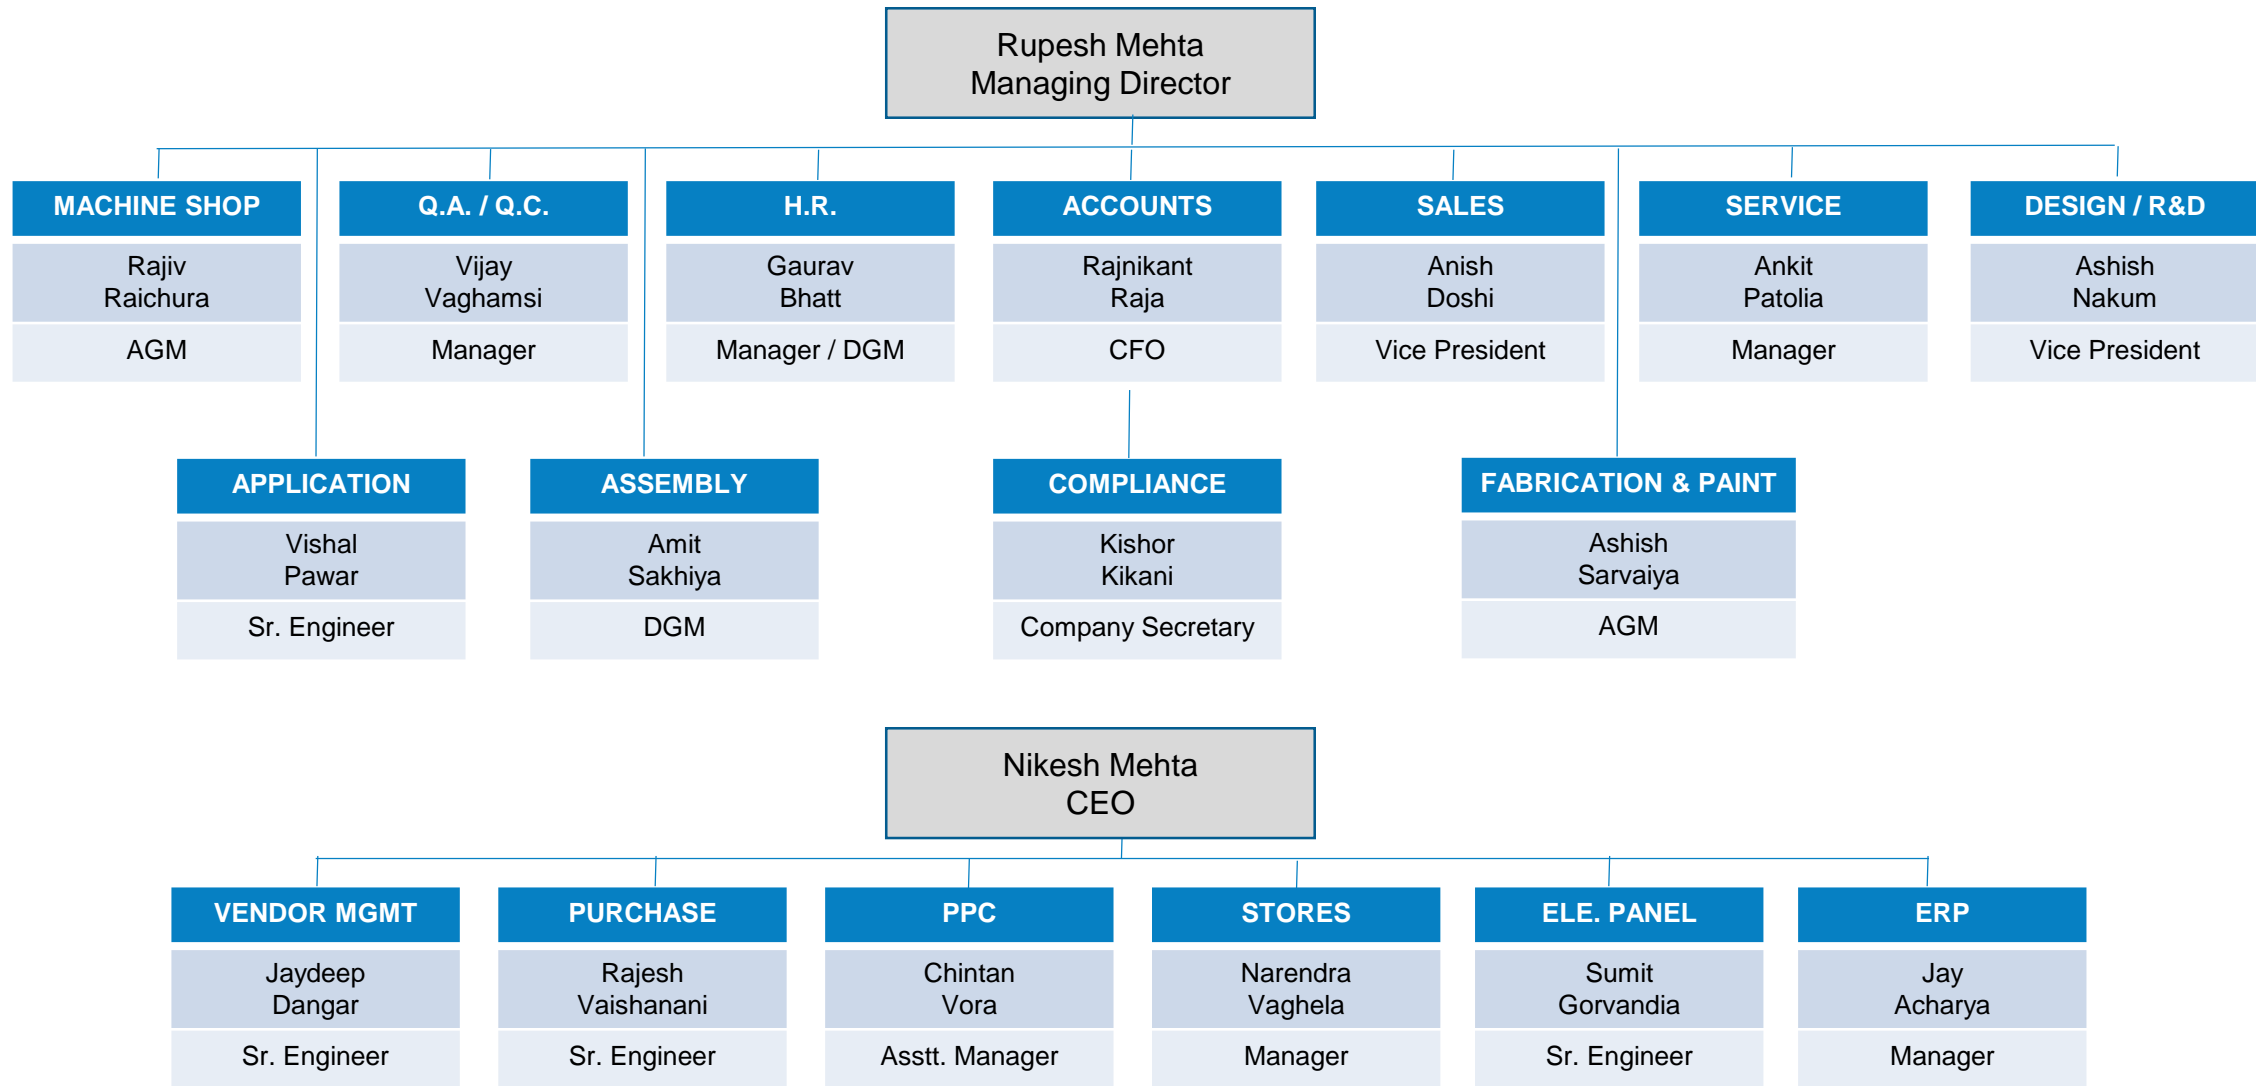 Rupesh Mehta
Managing Director
MACHINE SHOP
Rajiv
Raichura
AGM
Q.A. / Q.C.
Vijay
Vaghamsi
Manager
H.R.
Gaurav
Bhatt
Manager / DGM
ACCOUNTS
Rajnikant
Raja
CFO
SALES
Anish
Doshi
Vice President
SERVICE
Ankit
Patolia
Manager
DESIGN / R&D
Ashish
Nakum
Vice President
APPLICATION
Vishal
Pawar
Sr. Engineer
ASSEMBLY
Amit
Sakhiya
DGM
COMPLIANCE
Kishor
Kikani
Company Secretary
FABRICATION & PAINT
Ashish
Sarvaiya
AGM
Nikesh Mehta
CEO
VENDOR MGMT
Jaydeep
Dangar
Sr. Engineer
PURCHASE
Rajesh
Vaishanani
Sr. Engineer
PPC
Chintan
Vora
Asstt. Manager
STORES
Narendra
Vaghela
Manager
ELE. PANEL
Sumit
Gorvandia
Sr. Engineer
ERP
Jay
Acharya
Manager